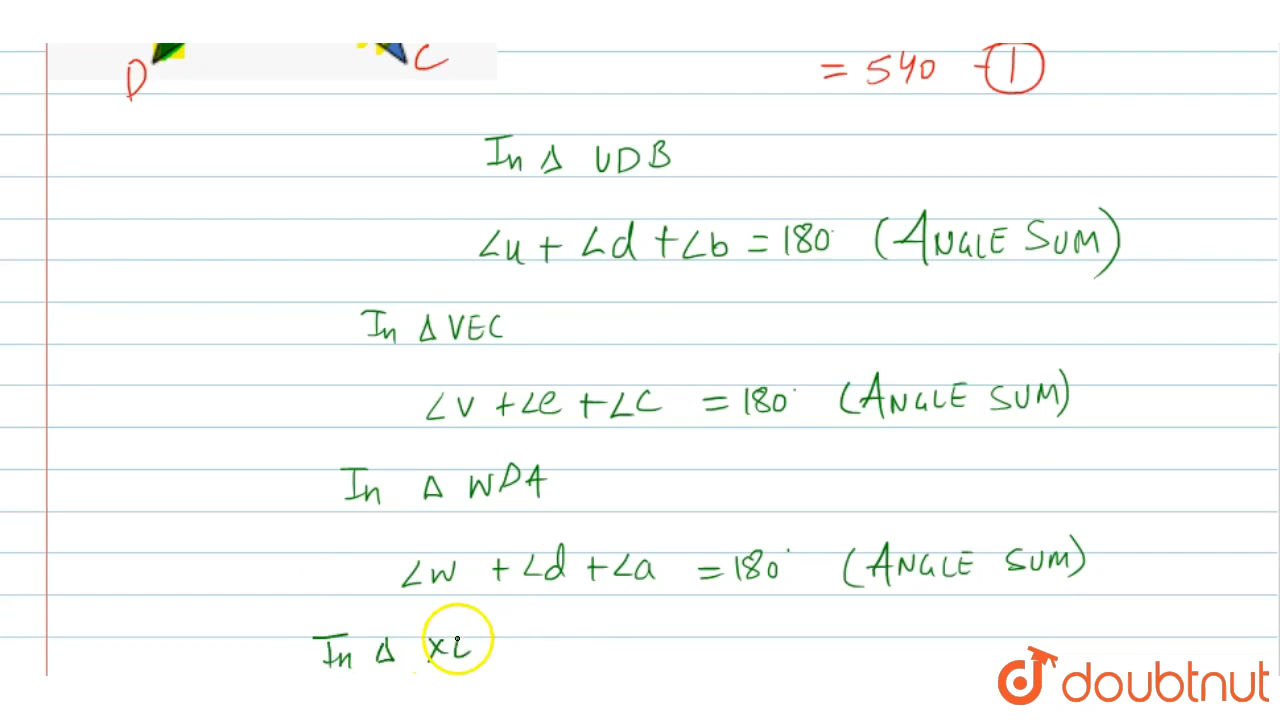 D
C
= 540 - 1
In Δ UDB
∠u + ∠d + ∠b = 180° (ANGLE SUM)
In Δ VEC
∠v + ∠e + ∠c = 180° (ANGLE SUM)
In Δ WDA
∠w + ∠d + ∠a = 180° (ANGLE SUM)
In Δ XC
doubtnut